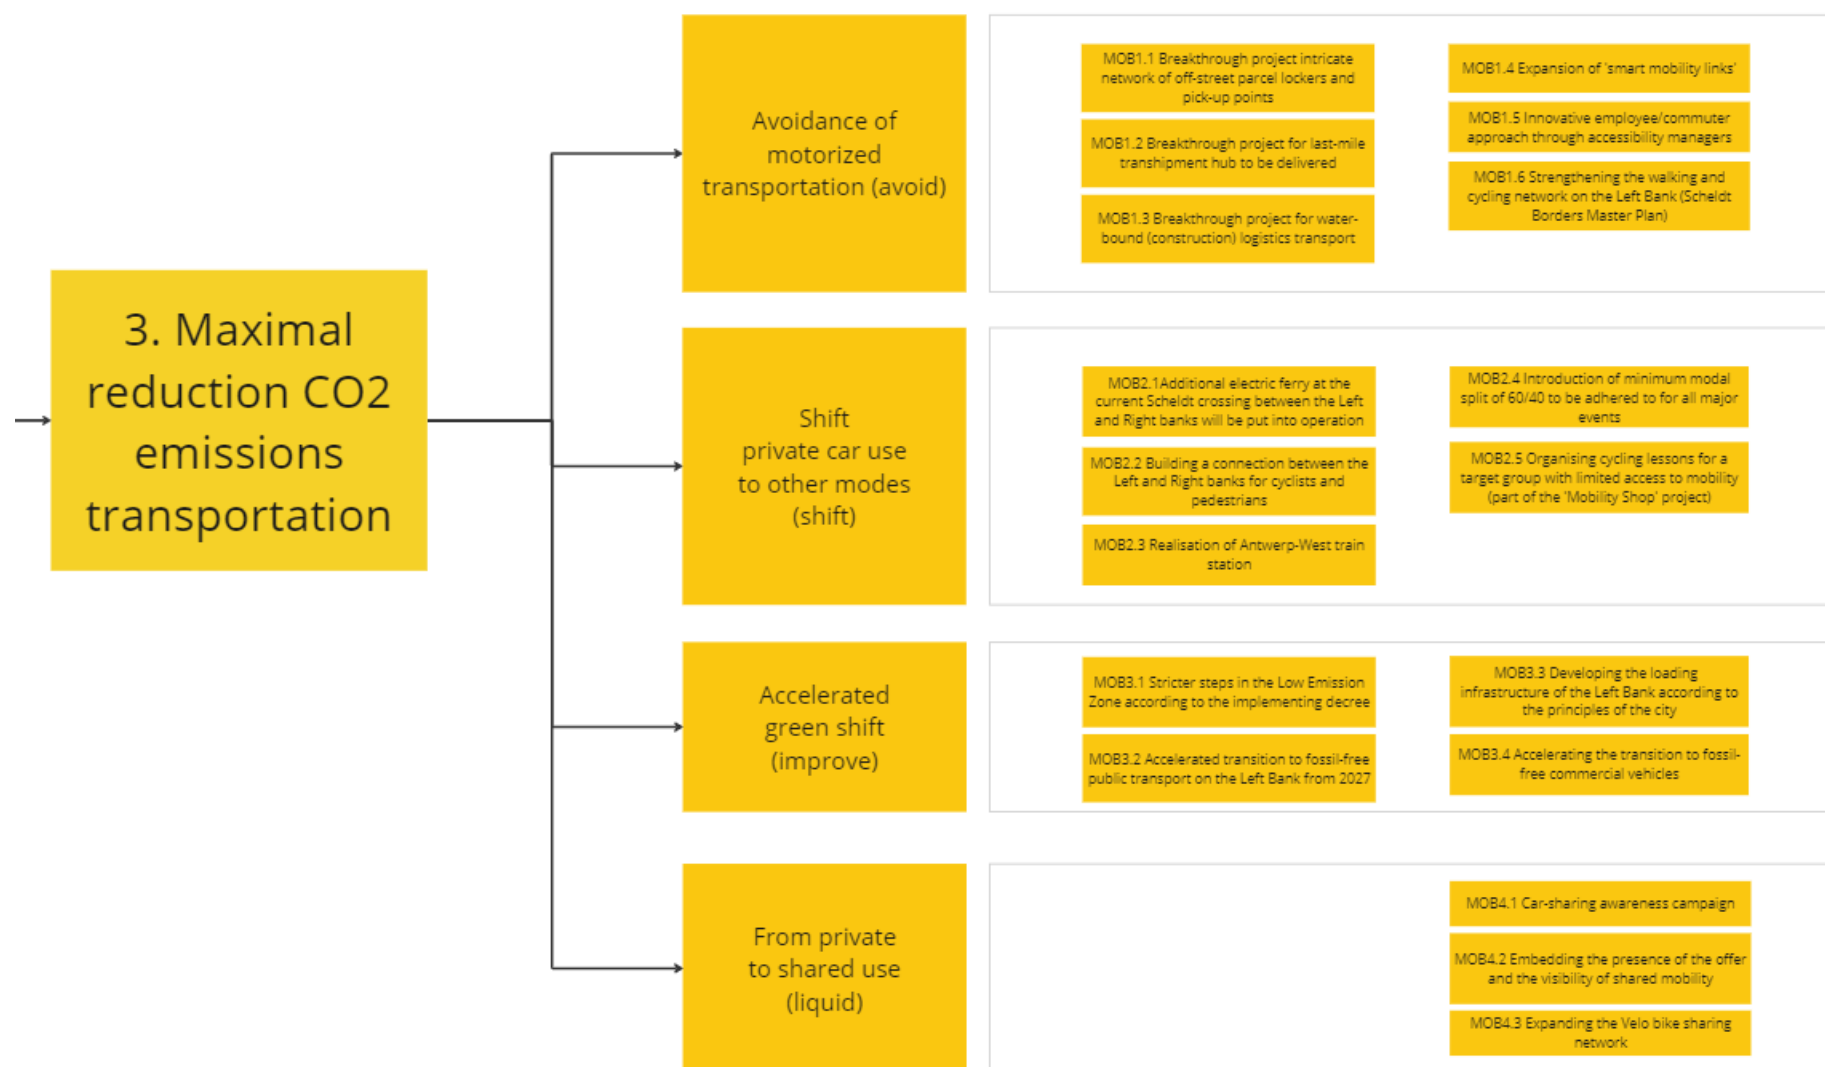 3. Maximal
reduction CO2
emissions
transportation
Avoidance of
motorized
transportation (avoid)
MOB1.1 Breakthrough project intricate
network of off-street parcel lockers and
pick-up points
MOB1.2 Breakthrough project for last-mile
transhipment hub to be delivered
MOB1.3 Breakthrough project for water-
bound (construction) logistics transport
MOB1.4 Expansion of 'smart mobility links'
MOB1.5 Innovative employee/commuter
approach through accessibility managers
MOB1.6 Strengthening the walking and
cycling network on the Left Bank (Scheldt
Borders Master Plan)
Shift
private car use
to other modes
(shift)
MOB2.1Additional electric ferry at the
current Scheldt crossing between the Left
and Right banks will be put into operation
MOB2.2 Building a connection between the
Left and Right banks for cyclists and
pedestrians
MOB2.3 Realisation of Antwerp-West train
station
MOB2.4 Introduction of minimum modal
split of 60/40 to be adhered to for all major
events
MOB2.5 Organising cycling lessons for a
target group with limited access to mobility
(part of the 'Mobility Shop' project)
Accelerated
green shift
(improve)
MOB3.1 Stricter steps in the Low Emission
Zone according to the implementing decree
MOB3.2 Accelerated transition to fossil-free
public transport on the Left Bank from 2027
MOB3.3 Developing the loading
infrastructure of the Left Bank according to
the principles of the city
MOB3.4 Accelerating the transition to fossil-
free commercial vehicles
From private
to shared use
(liquid)
MOB4.1 Car-sharing awareness campaign
MOB4.2 Embedding the presence of the offer
and the visibility of shared mobility
MOB4.3 Expanding the Velo bike sharing
network